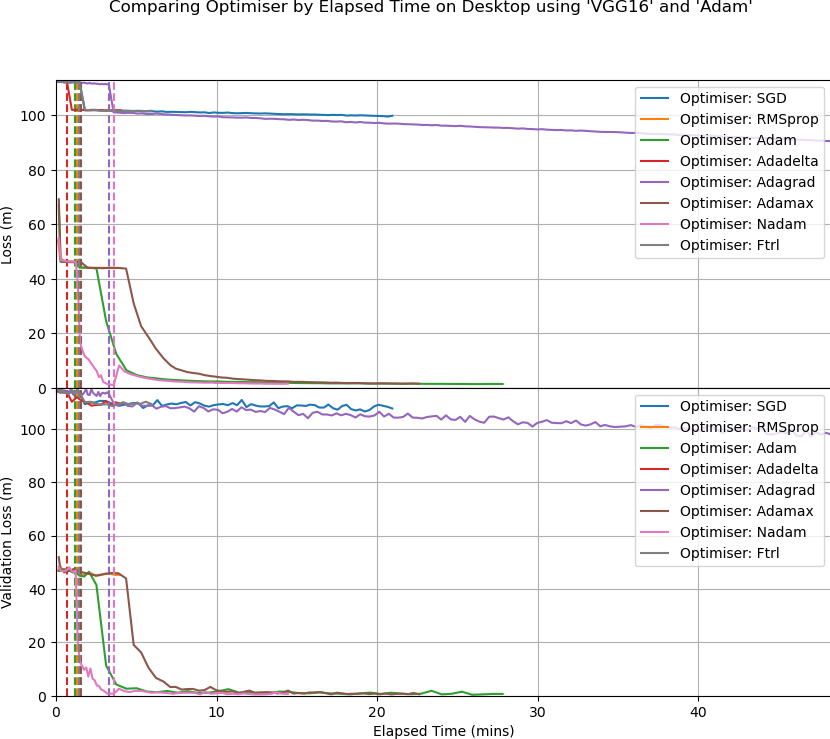 Comparing Optimiser by Elapsed Time on Desktop using 'VGG16' and 'Adam'
Loss (m)
100
80
60
40
20
0
Optimiser: SGD
Optimiser: RMSprop
Optimiser: Adam
Optimiser: Adadelta
Optimiser: Adagrad
Optimiser: Adamax
Optimiser: Nadam
Optimiser: Ftrl
Validation Loss (m)
100
80
60
40
20
0
Optimiser: SGD
Optimiser: RMSprop
Optimiser: Adam
Optimiser: Adadelta
Optimiser: Adagrad
Optimiser: Adamax
Optimiser: Nadam
Optimiser: Ftrl
0 10 20 30 40
Elapsed Time (mins)